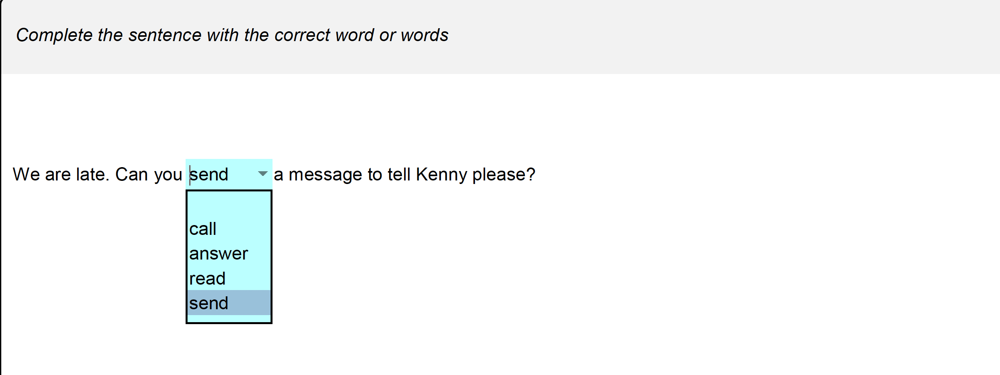 Complete the sentence with the correct word or words
We are late. Can you send a message to tell Kenny please?
call
answer
read
send